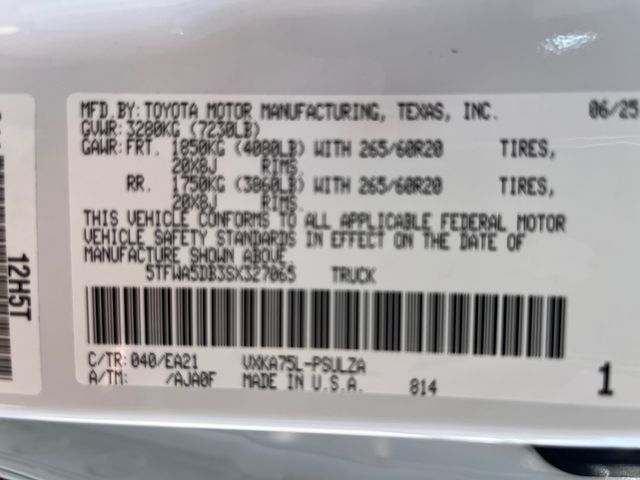 MFD.BY:TOYOTA MOTOR MANUFACTURING, TEXAS, INC. 06/25
GVWR:3280KG (7230LB)
GAWR:FRT. 1850KG (4080LB) WITH 265/60R20 TIRES,
20X8J RIMS.
RR. 1750KG (3860LB) WITH 265/60R20 TIRES,
20X8J RIMS.
THIS VEHICLE CONFORMS TO ALL APPLICABLE FEDERAL MOTOR
VEHICLE SAFETY STANDARDS IN EFFECT ON THE DATE OF
MANUFACTURE SHOWN ABOVE.
5TFWA5DB3SX327065 TRUCK
C/TR:040/EA21 VXKA75L-PSULZA
A/TM: /AJA0F MADE IN U.S.A. 814 1
12H5T